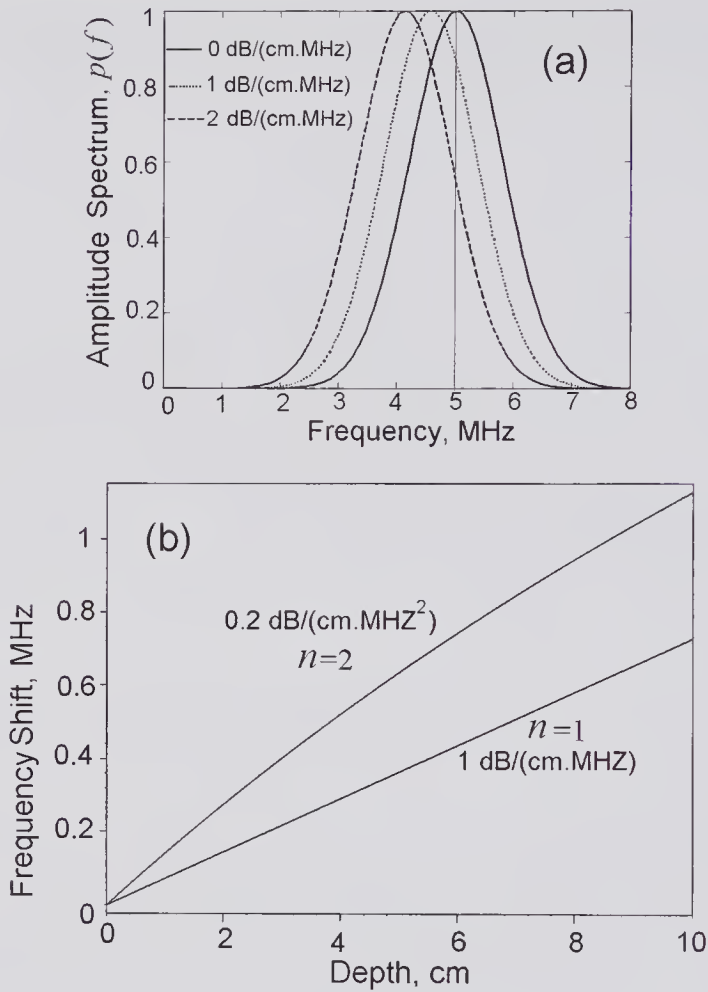 1
0.8
0.6
0.4
0.2
0
Amplitude Spectrum, p(f)
0 dB/(cm.MHz)
1 dB/(cm.MHz)
2 dB/(cm.MHz)
(a)
0 1 2 3 4 5 6 7 8
Frequency, MHz
(b)
1
0.8
0.6
0.4
0.2
0
Frequency Shift, MHz
0.2 dB/(cm.MHZ²)
n=2
n=1
1 dB/(cm.MHZ)
0 2 4 6 8 10
Depth, cm